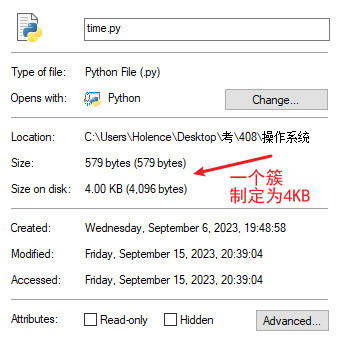 time.py
Type of file: Python File (.py)
Opens with: Python Change...
Location: C:\Users\Holence\Desktop\考\408\操作系统
Size: 579 bytes (579 bytes)
Size on disk: 4.00 KB (4,096 bytes)
一个簇
制定为4KB
Created: Wednesday, September 6, 2023, 19:48:58
Modified: Friday, September 15, 2023, 20:39:04
Accessed: Friday, September 15, 2023, 20:39:04
Attributes: Read-only Hidden Advanced...